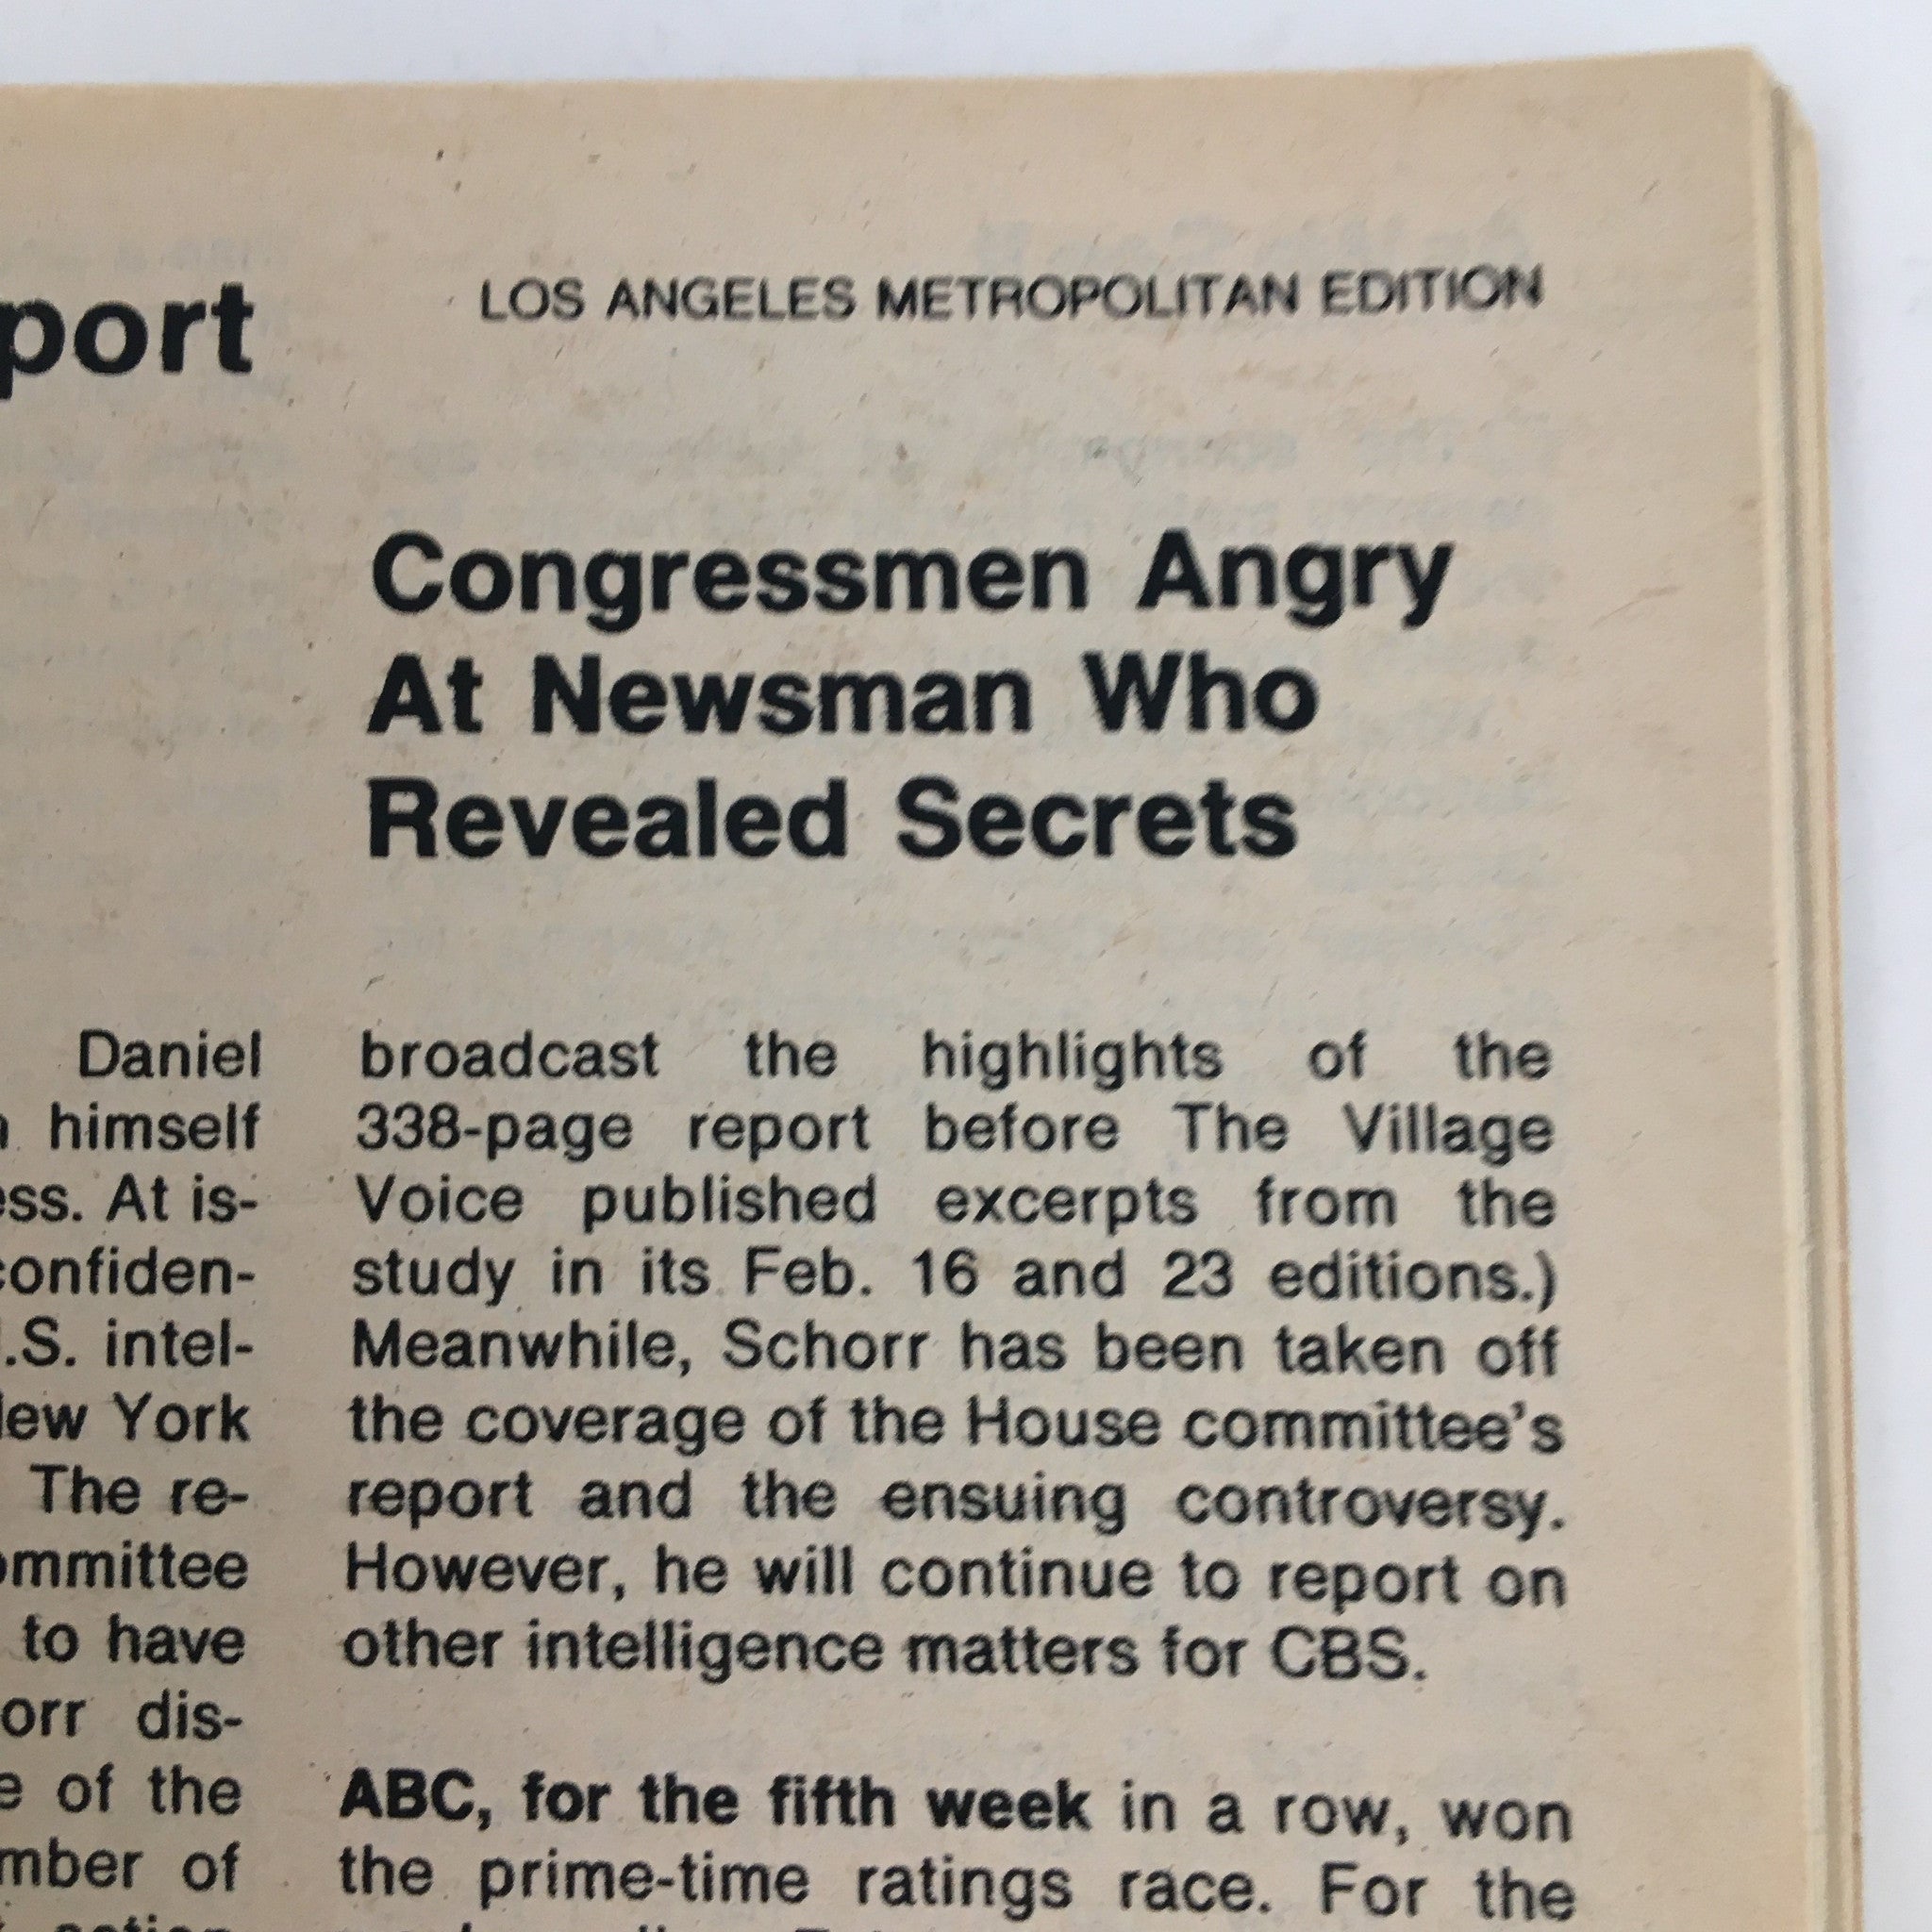 port
LOS ANGELES METROPOLITAN EDITION
Congressmen Angry
At Newsman Who
Revealed Secrets
Daniel
himself
ess. At is-
confiden-
.S. intel-
ew York
The re-
ommittee
to have
orr dis-
e of the
mber of
broadcast the highlights of the
338-page report before The Village
Voice published excerpts from the
study in its Feb. 16 and 23 editions.)
Meanwhile, Schorr has been taken off
the coverage of the House committee's
report and the ensuing controversy.
However, he will continue to report on
other intelligence matters for CBS.
ABC, for the fifth week in a row, won
the prime-time ratings race. For the